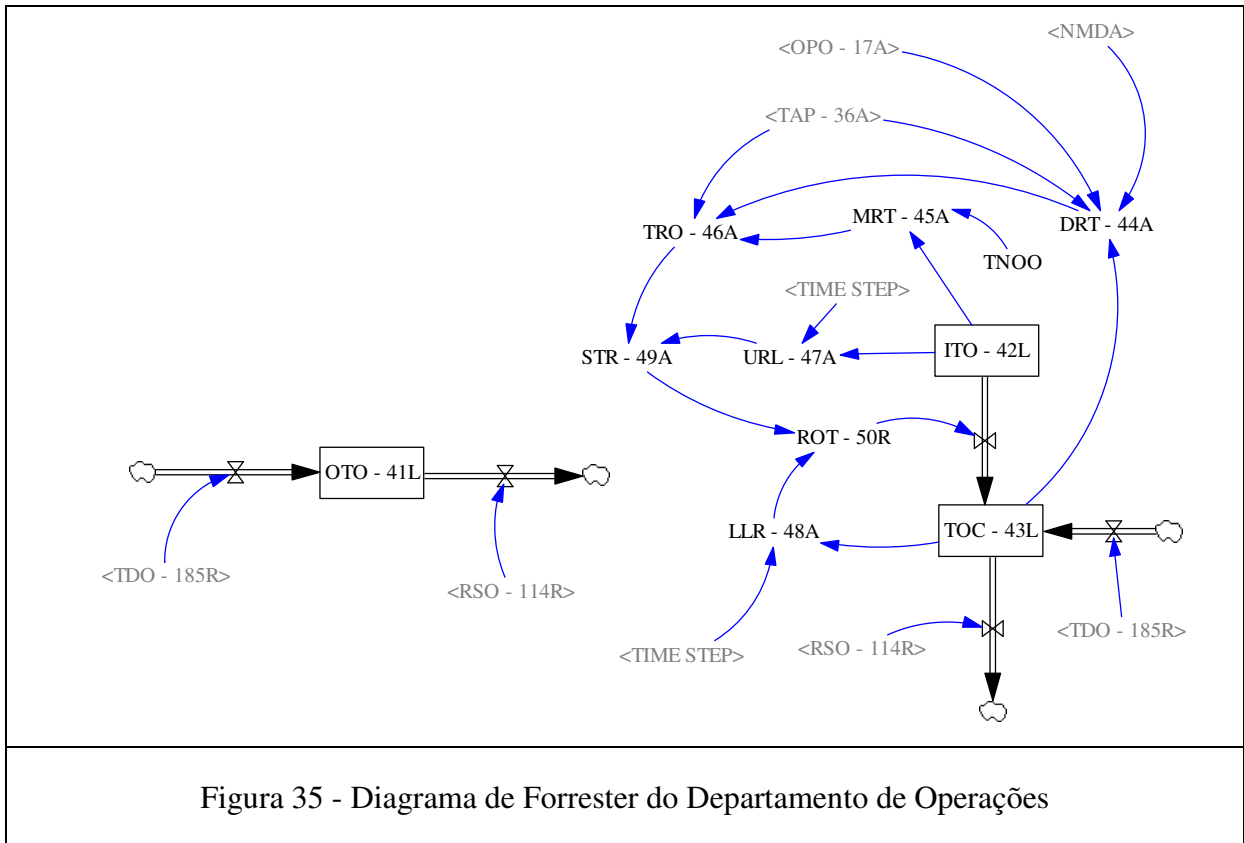 <NMDA>
<OPO - 17A>
<TAP - 36A>
MRT - 45A
DRT - 44A
TRO - 46A
TNOO
<TIME STEP>
STR - 49A
URL - 47A
ITO - 42L
ROT - 50R
OTO - 41L
LLR - 48A
TOC - 43L
<TDO - 185R>
<RSO - 114R>
<TDO - 185R>
<RSO - 114R>
<TIME STEP>
Figura 35 - Diagrama de Forrester do Departamento de Operações